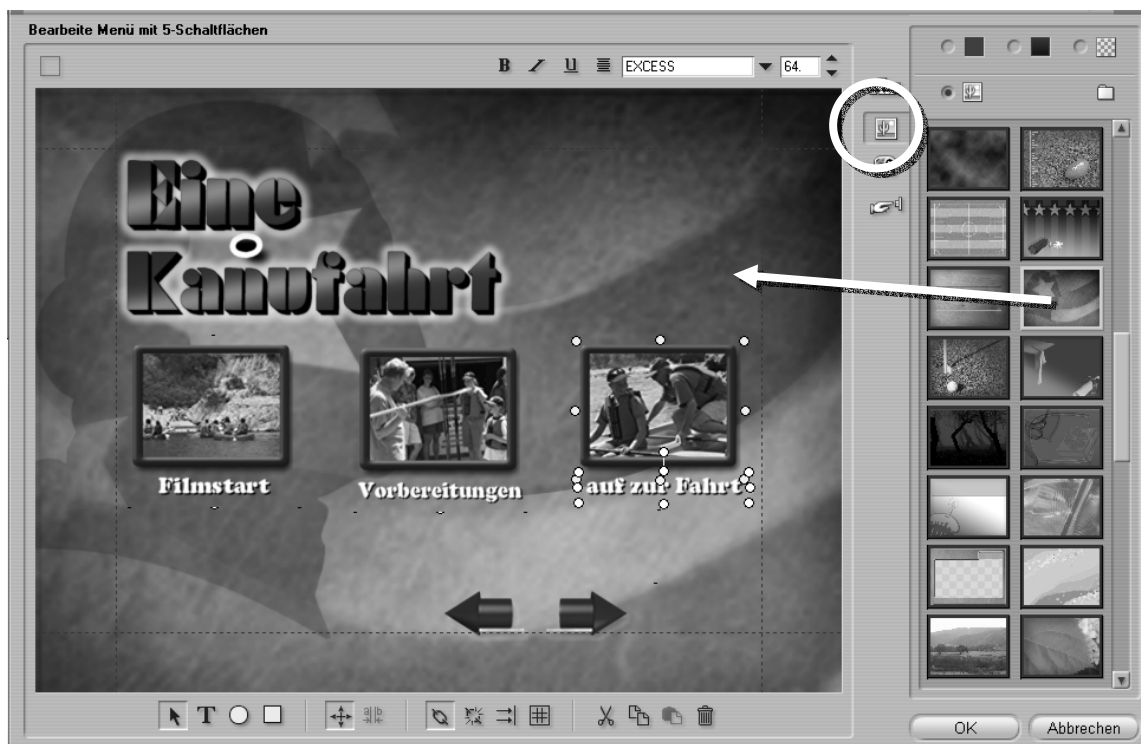 Bearbeite Menü mit 5-Schaltflächen
B I U EXCESS 64.
Eine
Kanufahrt
Filmstart
Vorbereitungen
auf zur Fahrt
T
a|b
OK
Abbrechen